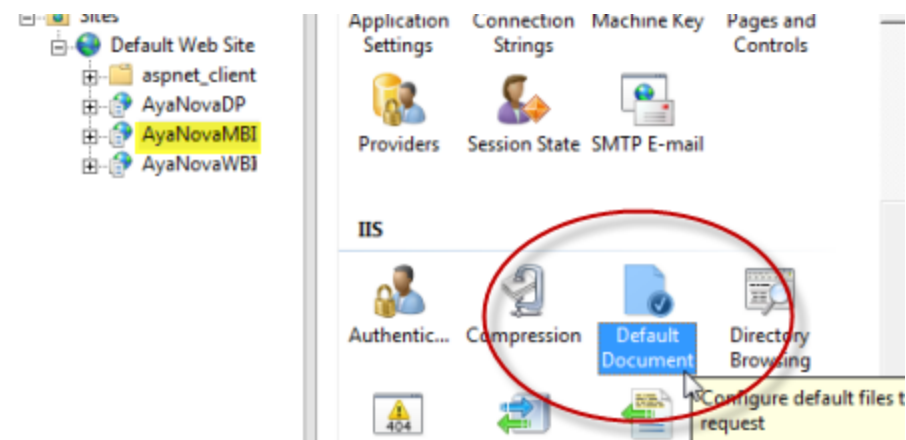 Sites
Default Web Site
aspnet_client
AyaNovaDP
AyaNovaMBI
AyaNovaWBI
Application Settings
Connection Strings
Machine Key
Pages and Controls
Providers
Session State
SMTP E-mail
IIS
Authentic...
Compression
Default Document
Directory Browsing
404
Configure default files t
request